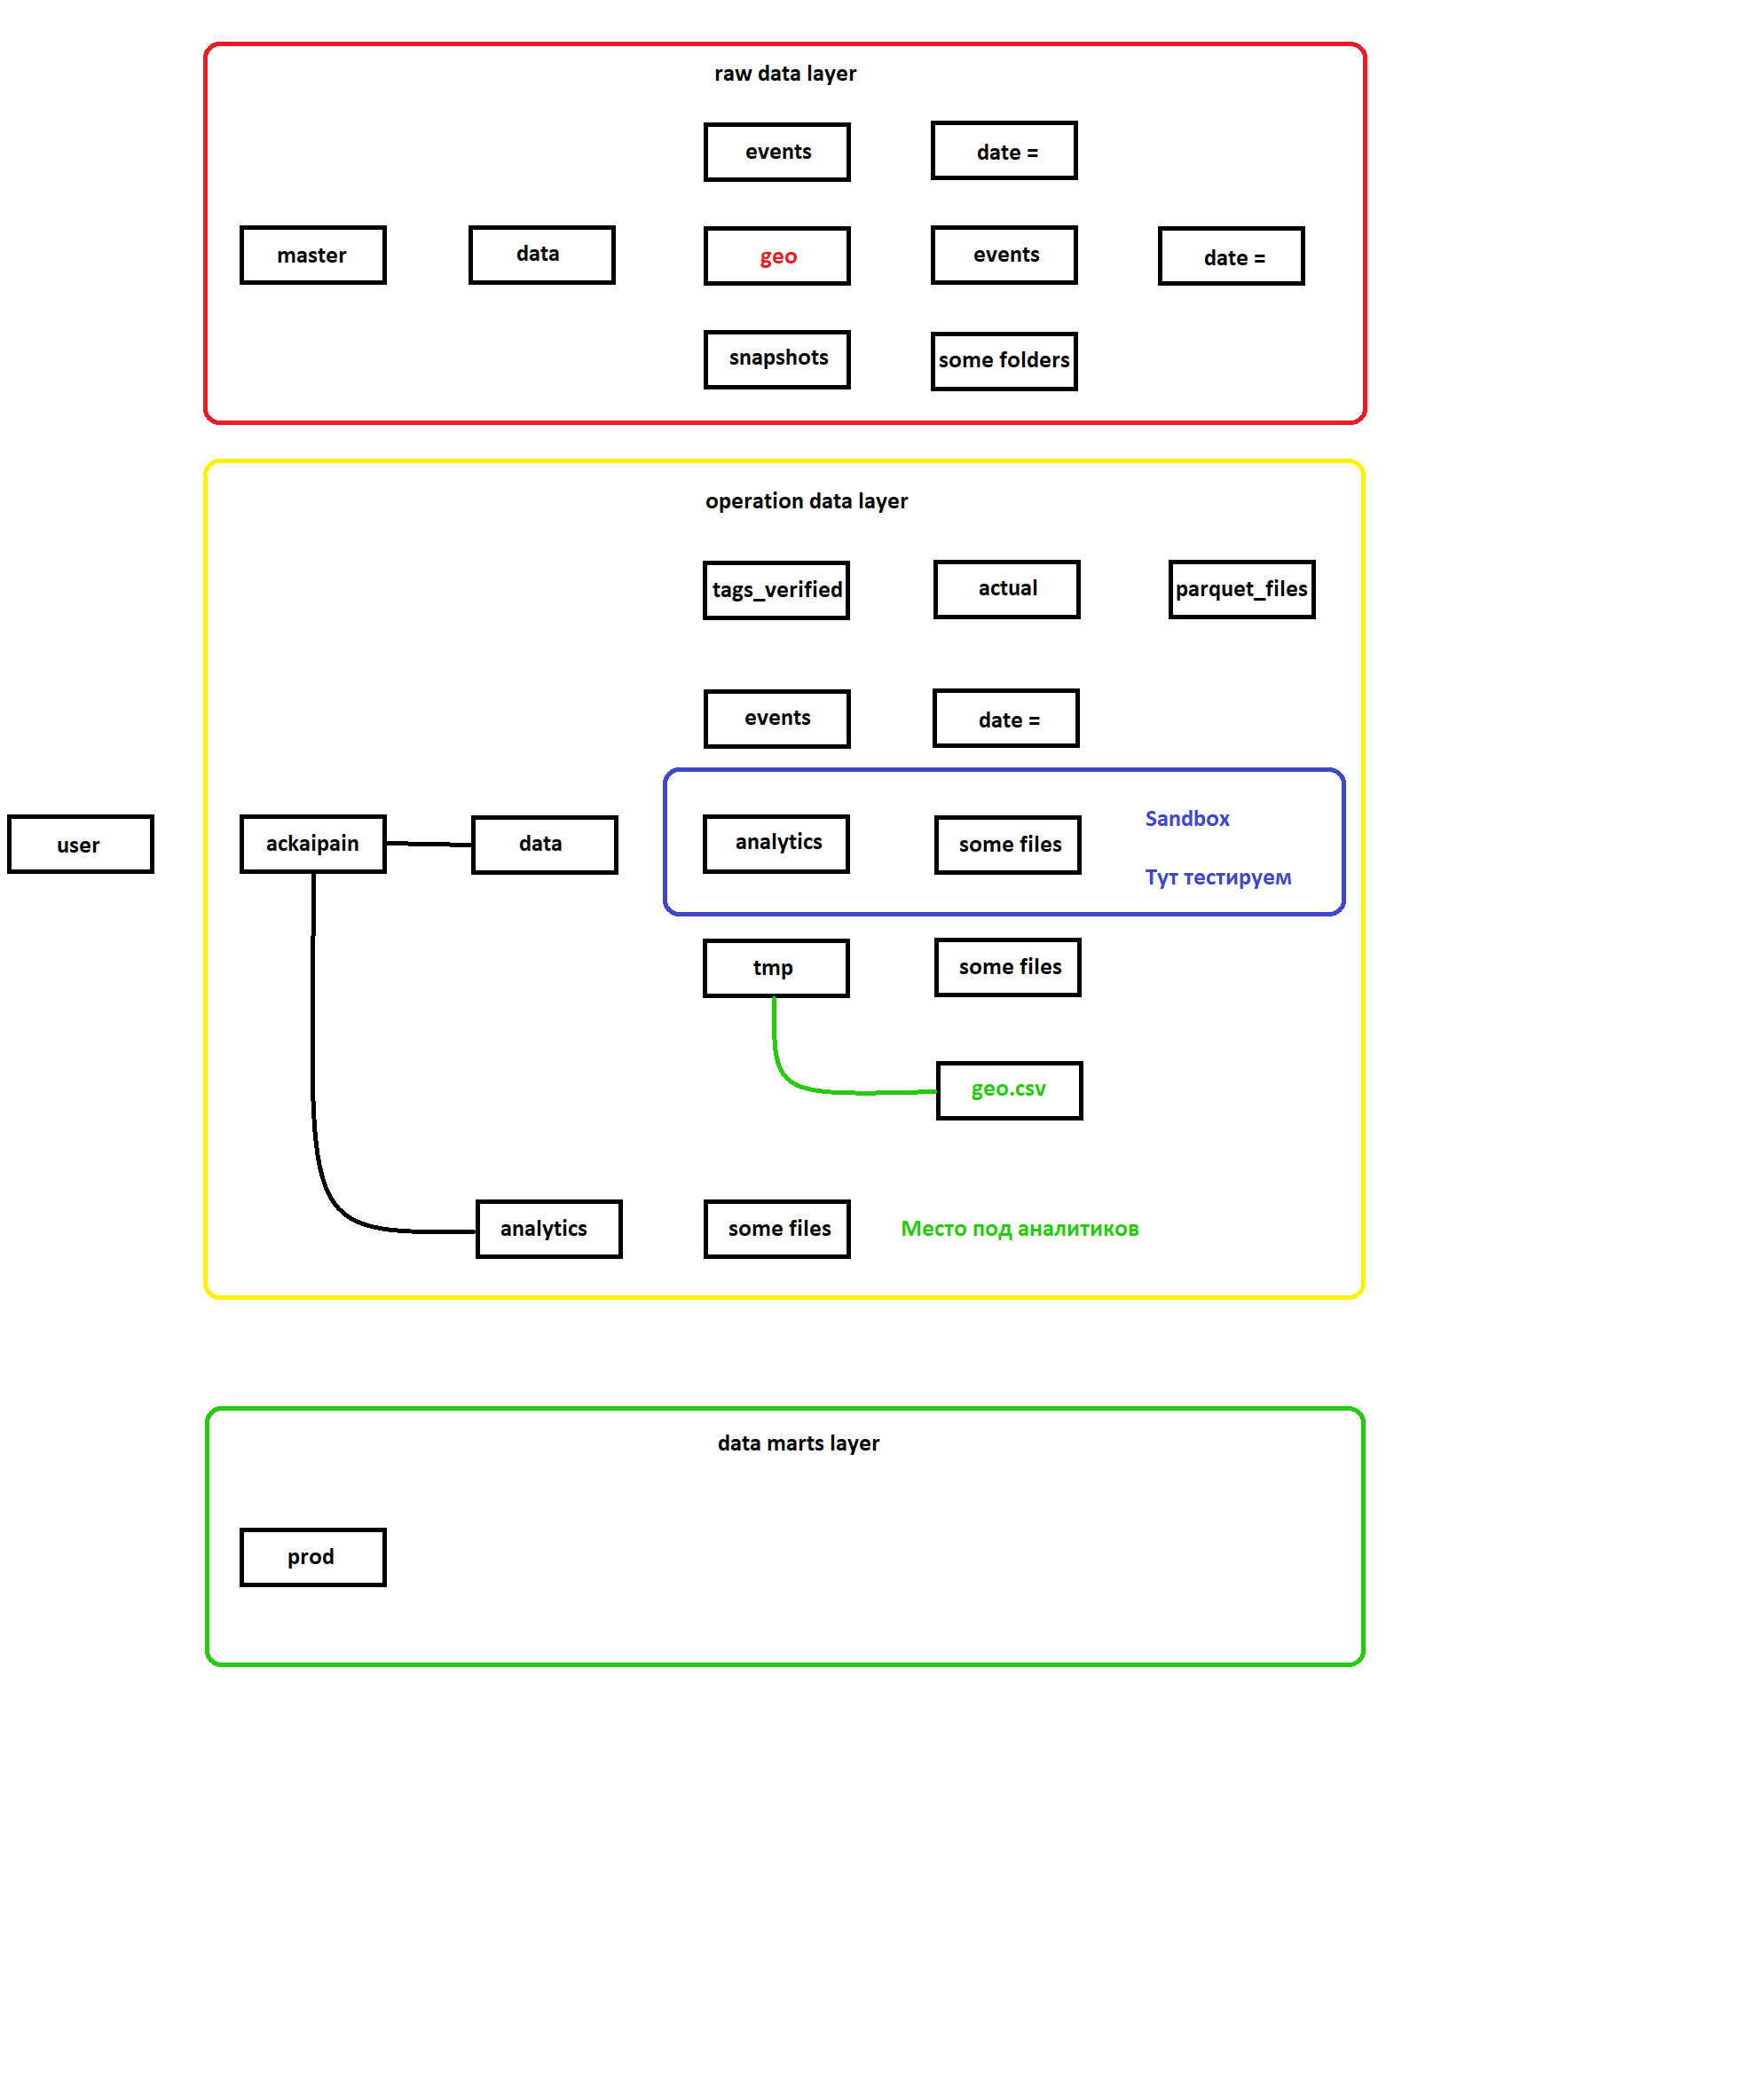 raw data layer
events
date =
master
data
geo
events
date =
snapshots
some folders
operation data layer
tags_verified
actual
parquet_files
events
date =
user
ackaipain
data
analytics
some files
Sandbox
Тут тестируем
tmp
some files
geo.csv
analytics
some files
Место под аналитиков
data marts layer
prod